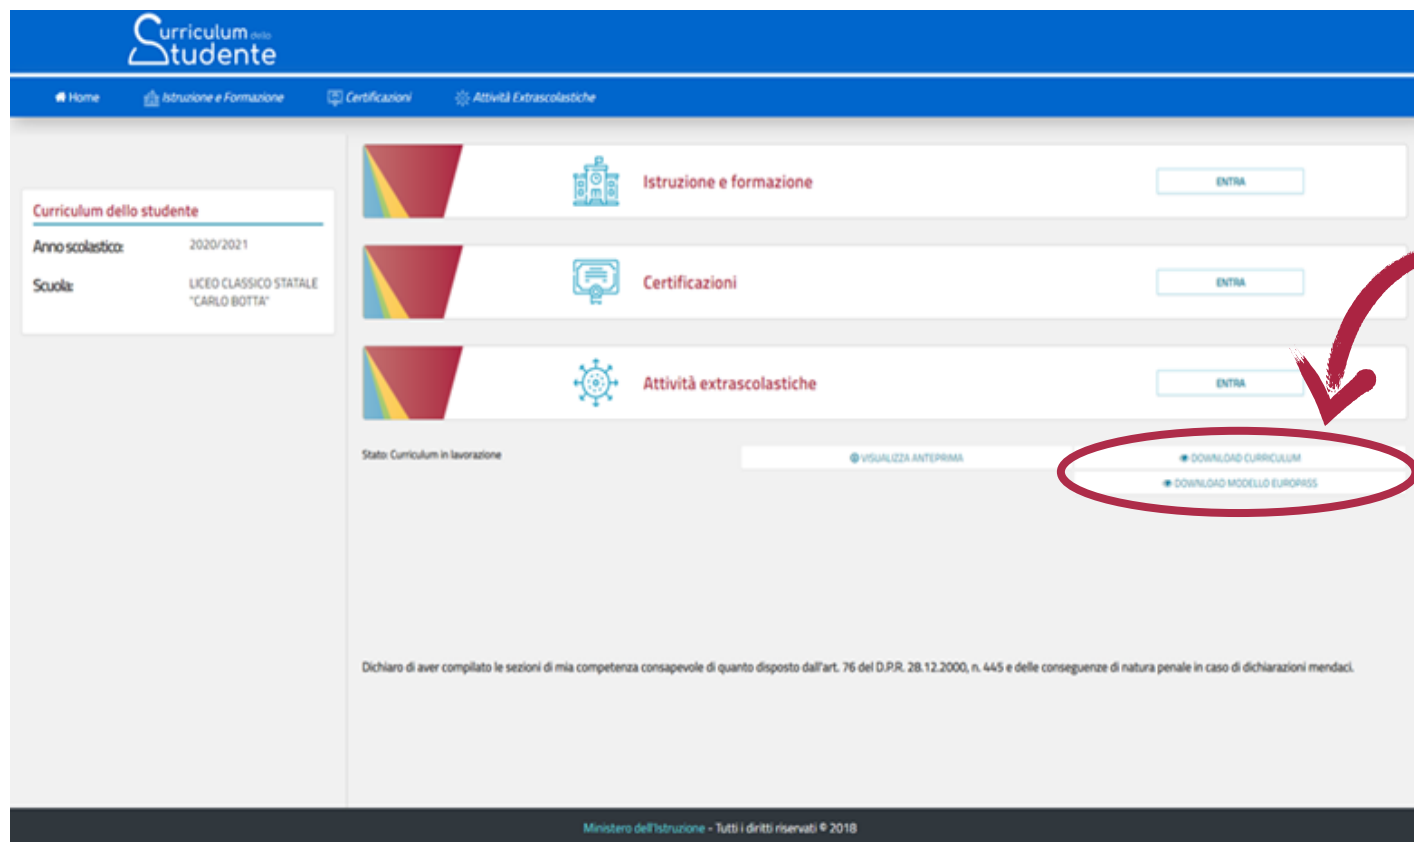 Curriculum dello
Studente
Home Istruzione e Formazione Certificazioni Attività Extrascolastiche
Curriculum dello studente
Anno scolastico: 2020/2021
Scuola: LICEO CLASSICO STATALE
"CARLO BOTTA"
Istruzione e formazione ENTRA
Certificazioni ENTRA
Attività extrascolastiche ENTRA
Stato: Curriculum in lavorazione VISUALIZZA ANTEPRIMA DOWNLOAD CURRICULUM
DOWNLOAD MODELLO EUROPASS
Dichiaro di aver compilato le sezioni di mia competenza consapevole di quanto disposto dall'art. 76 del D.P.R. 28.12.2000, n. 445 e delle conseguenze di natura penale in caso di dichiarazioni mendaci.
Ministero dell'Istruzione - Tutti i diritti riservati © 2018